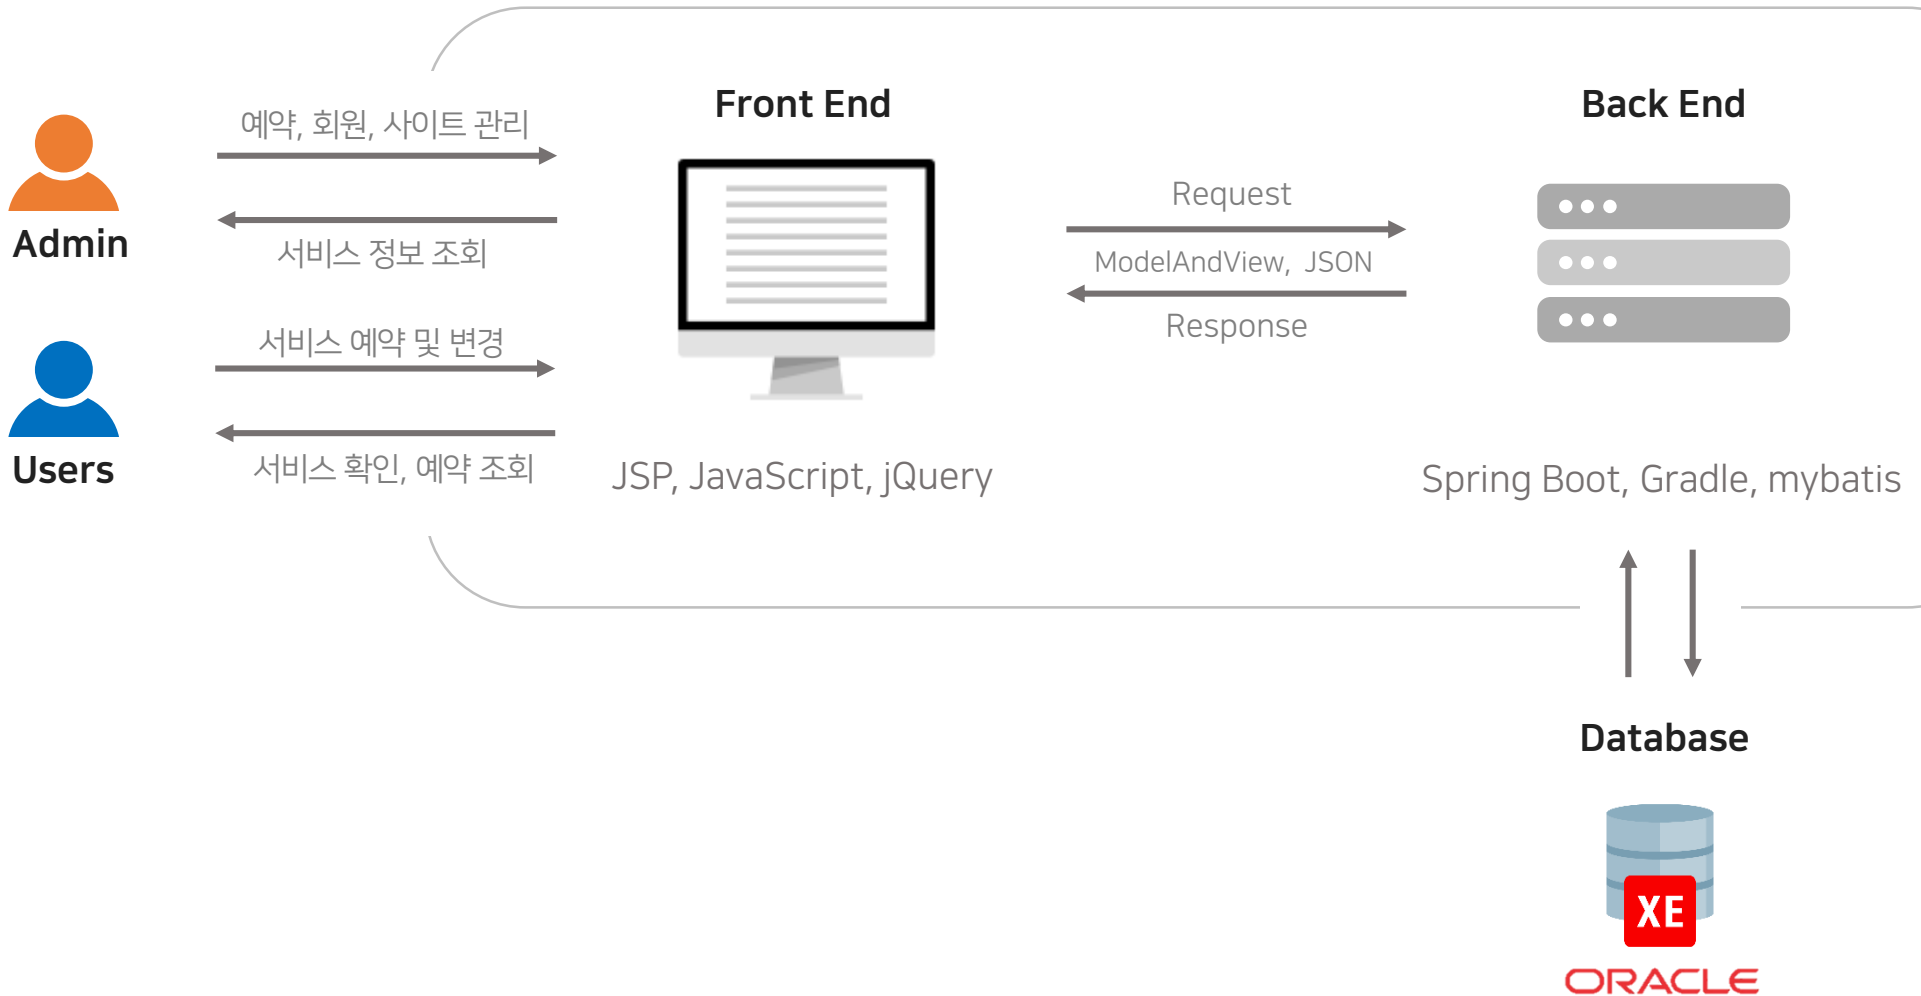 Front End
Back End
예약, 회원, 사이트 관리
Admin
서비스 정보 조회
Request
ModelAndView, JSON
Response
서비스 예약 및 변경
Users
서비스 확인, 예약 조회
JSP, JavaScript, jQuery
Spring Boot, Gradle, mybatis
Database
XE
ORACLE